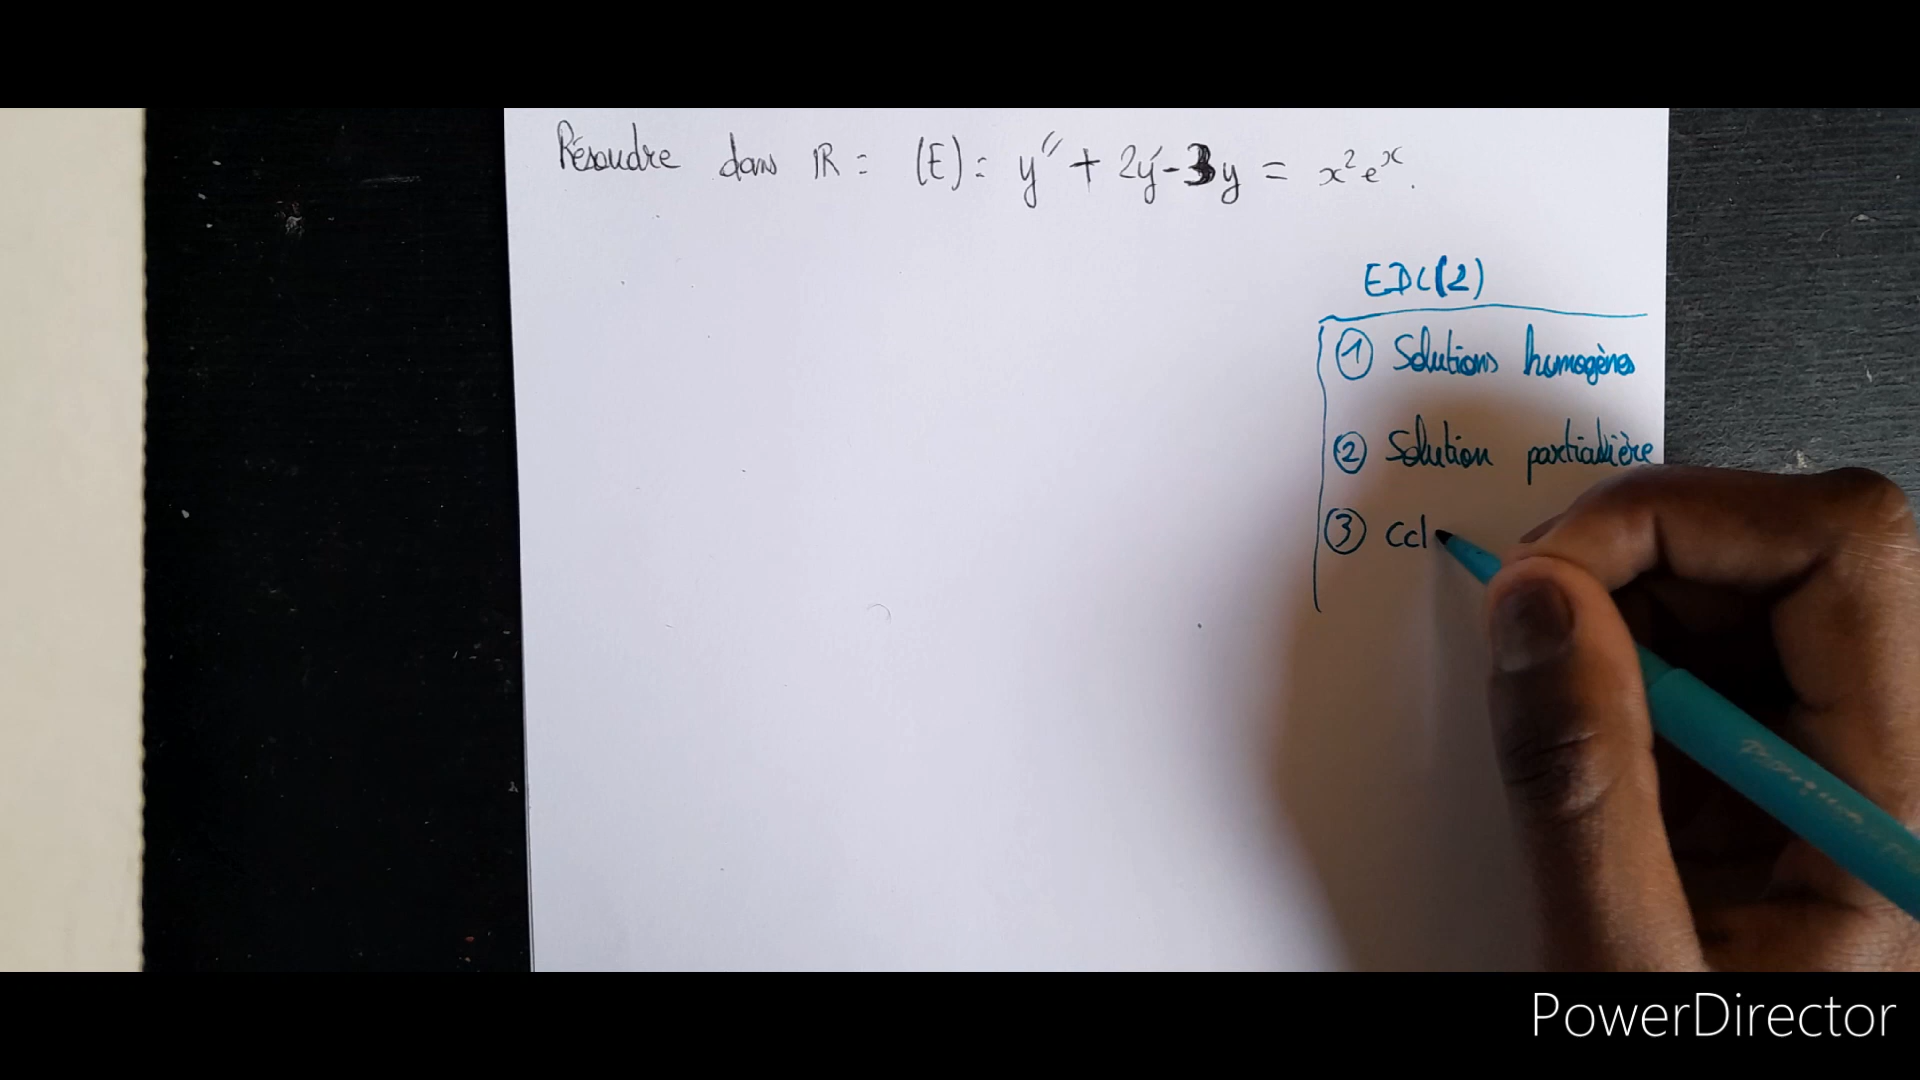 Résoudre dans ℝ : (E) : y'' + 2y' - 3y = x²eˣ.
EDL(2)
① Solutions homogènes
② Solution particulière
③ Ccl
PowerDirector